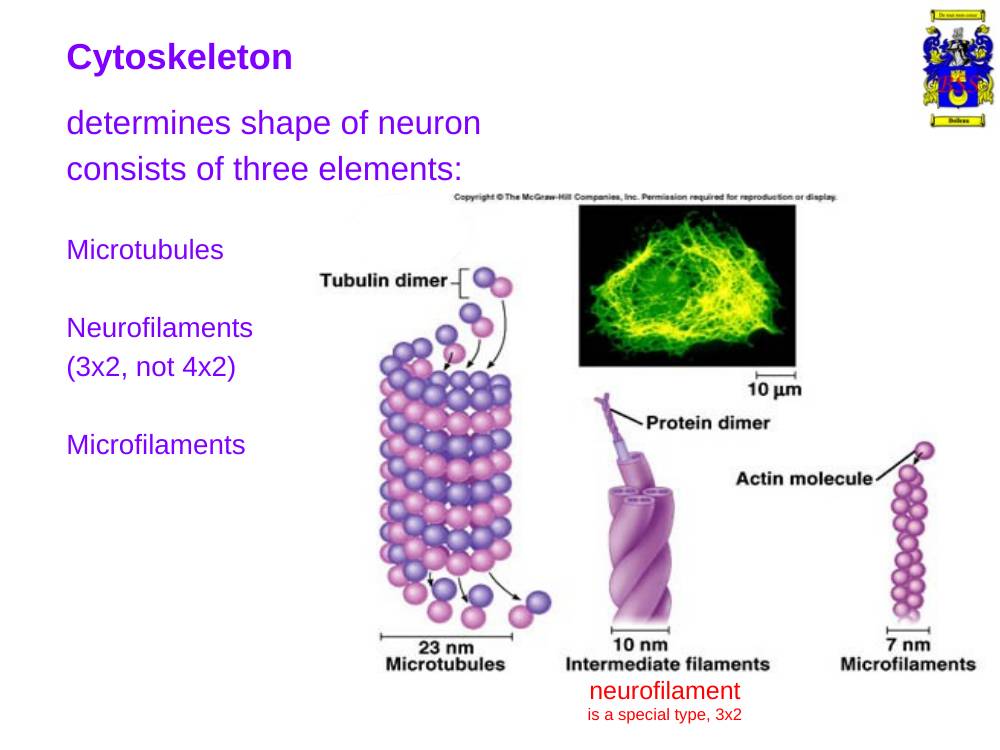 Cytoskeleton
determines shape of neuron
consists of three elements:
Copyright © The McGraw-Hill Companies, Inc. Permission required for reproduction or display.
Microtubules
Tubulin dimer
Neurofilaments
(3x2, not 4x2)
10 µm
Protein dimer
Microfilaments
Actin molecule
23 nm
Microtubules
10 nm
Intermediate filaments
7 nm
Microfilaments
neurofilament
is a special type, 3x2